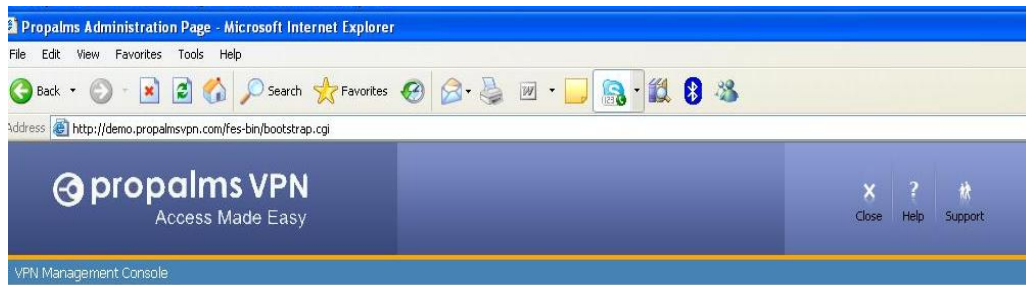 Propalms Administration Page - Microsoft Internet Explorer
File Edit View Favorites Tools Help
Back Search Favorites
Address http://demo.propalmsvpn.com/fes-bin/bootstrap.cgi
propalms VPN
Access Made Easy
Close Help Support
VPN Management Console